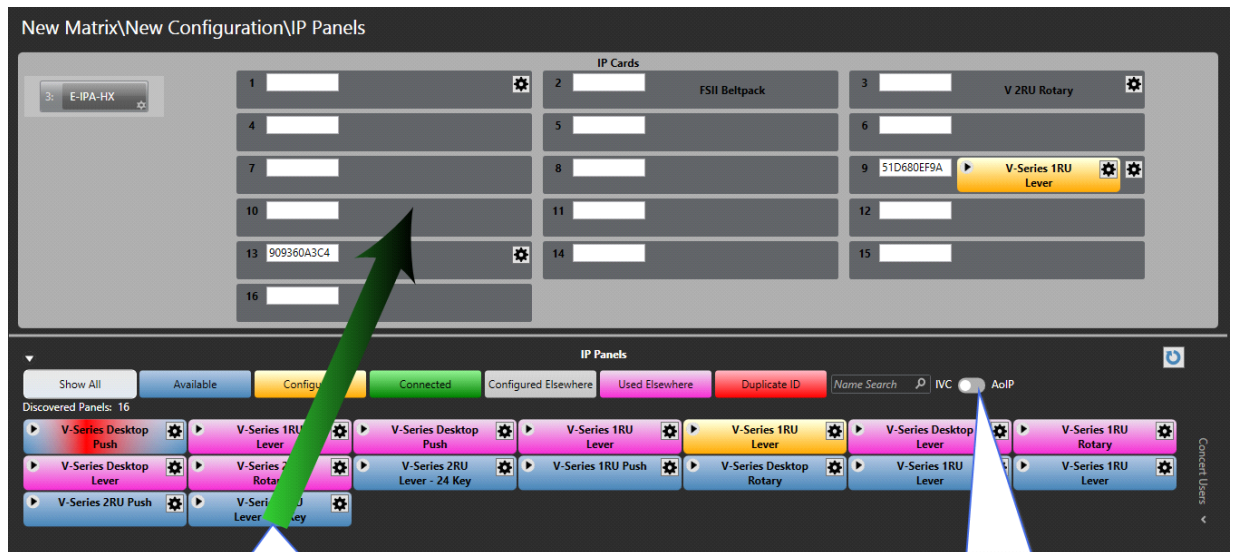 New Matrix\New Configuration\IP Panels
IP Cards
3: E-IPA-HX
1
2 FSII Beltpack
3 V 2RU Rotary
4
5
6
7
8
9 51D680EF9A V-Series 1RU
Lever
10
11
12
13 909360A3C4
14
15
16
IP Panels
Show All Available Connected Configured Elsewhere Used Elsewhere Duplicate ID Name Search IVC AoIP
Discovered Panels: 16
V-Series Desktop
Push
V-Series 1RU
Lever
V-Series Desktop
Push
V-Series 1RU
Lever
V-Series 1RU
Lever
V-Series Desktop
Lever
V-Series 1RU
Rotary
V-Series Desktop
Lever
V-Series
V-Series 2RU
Lever - 24 Key
V-Series 1RU Push
V-Series Desktop
Rotary
V-Series 1RU
Lever
V-Series 1RU
Lever
V-Series 2RU Push
Lever
Concert Users